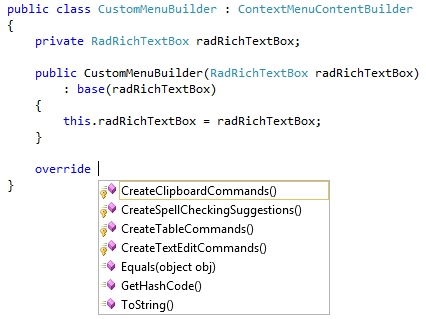 public class CustomMenuBuilder : ContextMenuContentBuilder
{
    private RadRichTextBox radRichTextBox;

    public CustomMenuBuilder(RadRichTextBox radRichTextBox)
        : base(radRichTextBox)
    {
        this.radRichTextBox = radRichTextBox;
    }

    override
CreateClipboardCommands()
CreateSpellCheckingSuggestions()
CreateTableCommands()
CreateTextEditCommands()
Equals(object obj)
GetHashCode()
ToString()
}